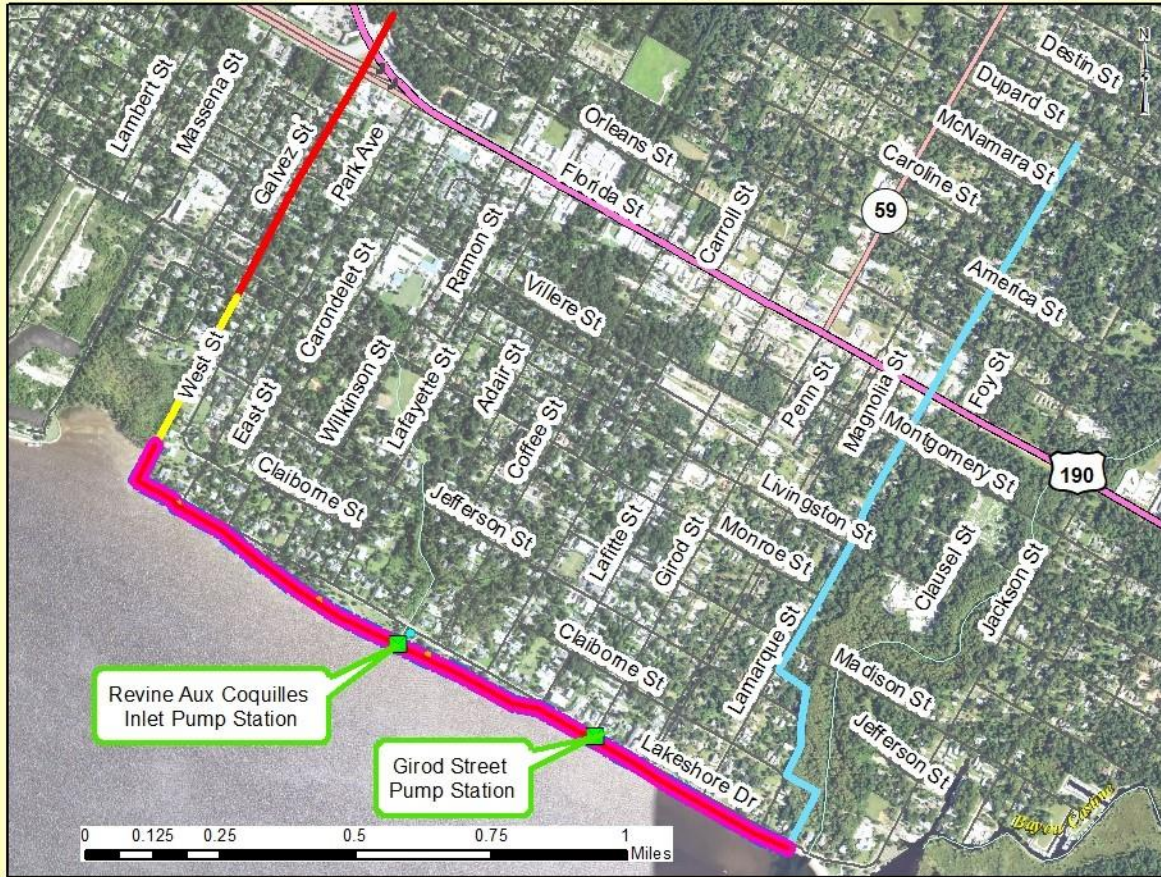 N
Destin St
Dupard St
McNamara St
Lambert St
Massena St
Galvez St
Park Ave
Orleans St
Florida St
Caroline St
59
Carroll St
America St
Ramon St
Carondelet St
Villere St
West St
East St
Wilkinson St
Lafayette St
Adair St
Coffee St
Penn St
Magnolia St
Foy St
Montgomery St
190
Claiborne St
Jefferson St
Livingston St
Lafitte St
Girod St
Monroe St
Clausel St
Jackson St
Claiborne St
Lamarque St
Madison St
Jefferson St
Lakeshore Dr
Revine Aux Coquilles
Inlet Pump Station
Girod Street
Pump Station
Bayou Castine
0 0.125 0.25 0.5 0.75 1
Miles